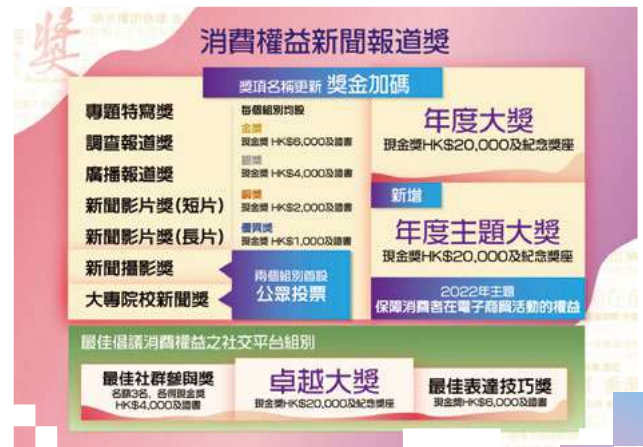 消費權益新聞報道獎
獎項名稱更新 獎金加碼
專題特寫獎
調查報道獎
廣播報道獎
新聞影片獎(短片)
新聞影片獎(長片)
新聞攝影獎
大專院校新聞獎
每個組別均設
金獎
現金獎 HK$6,000及證書
銀獎
現金獎 HK$4,000及證書
銅獎
現金獎 HK$2,000及證書
優異獎
現金獎 HK$1,000及證書
兩個組別首設
公眾投票
年度大獎
現金獎HK$20,000及紀念獎座
新增
年度主題大獎
現金獎HK$20,000及紀念獎座
2022年主題
保障消費者在電子商貿活動的權益
最佳倡議消費權益之社交平台組別
最佳社群參與獎
名額3名，各得現金獎
HK$4,000及證書
卓越大獎
現金獎HK$20,000及紀念獎座
最佳表達技巧獎
現金獎HK$6,000及證書